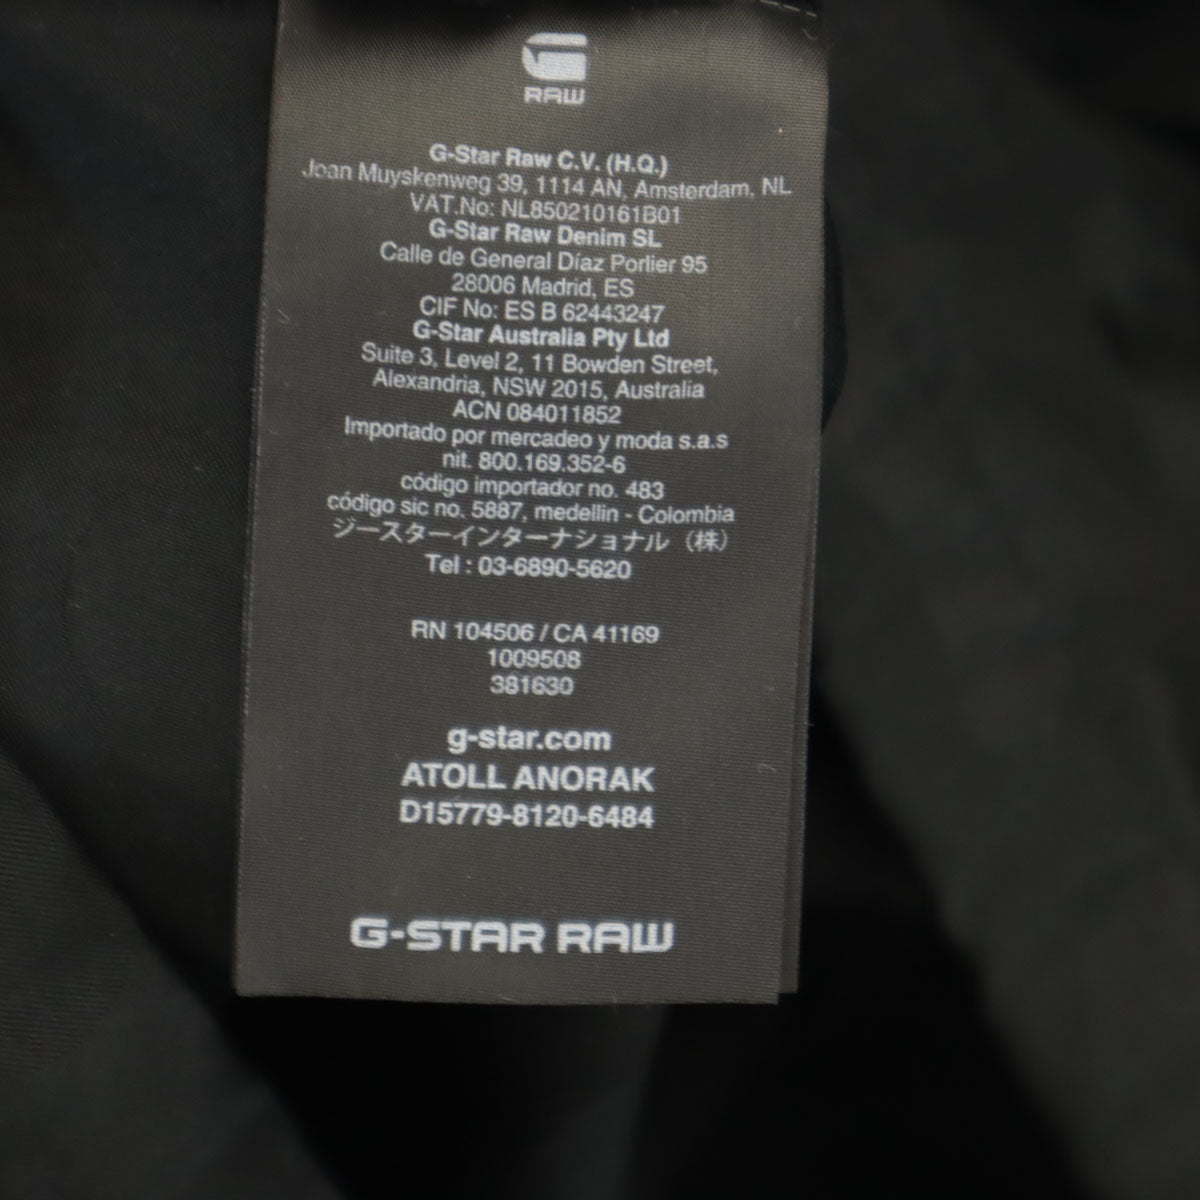 RAW
G-Star Raw C.V. (H.Q.)
Joan Muyskenweg 39, 1114 AN, Amsterdam, NL
VAT.No: NL850210161B01
G-Star Raw Denim SL
Calle de General Díaz Porlier 95
28006 Madrid, ES
CIF No: ES B 62443247
G-Star Australia Pty Ltd
Suite 3, Level 2, 11 Bowden Street,
Alexandria, NSW 2015, Australia
ACN 084011852
Importado por mercadeo y moda s.a.s
nit. 800.169.352-6
código importador no. 483
código sic no. 5887, medellin - Colombia
ジースターインターナショナル（株）
Tel : 03-6890-5620
RN 104506 / CA 41169
1009508
381630
g-star.com
ATOLL ANORAK
D15779-8120-6484
G-STAR RAW